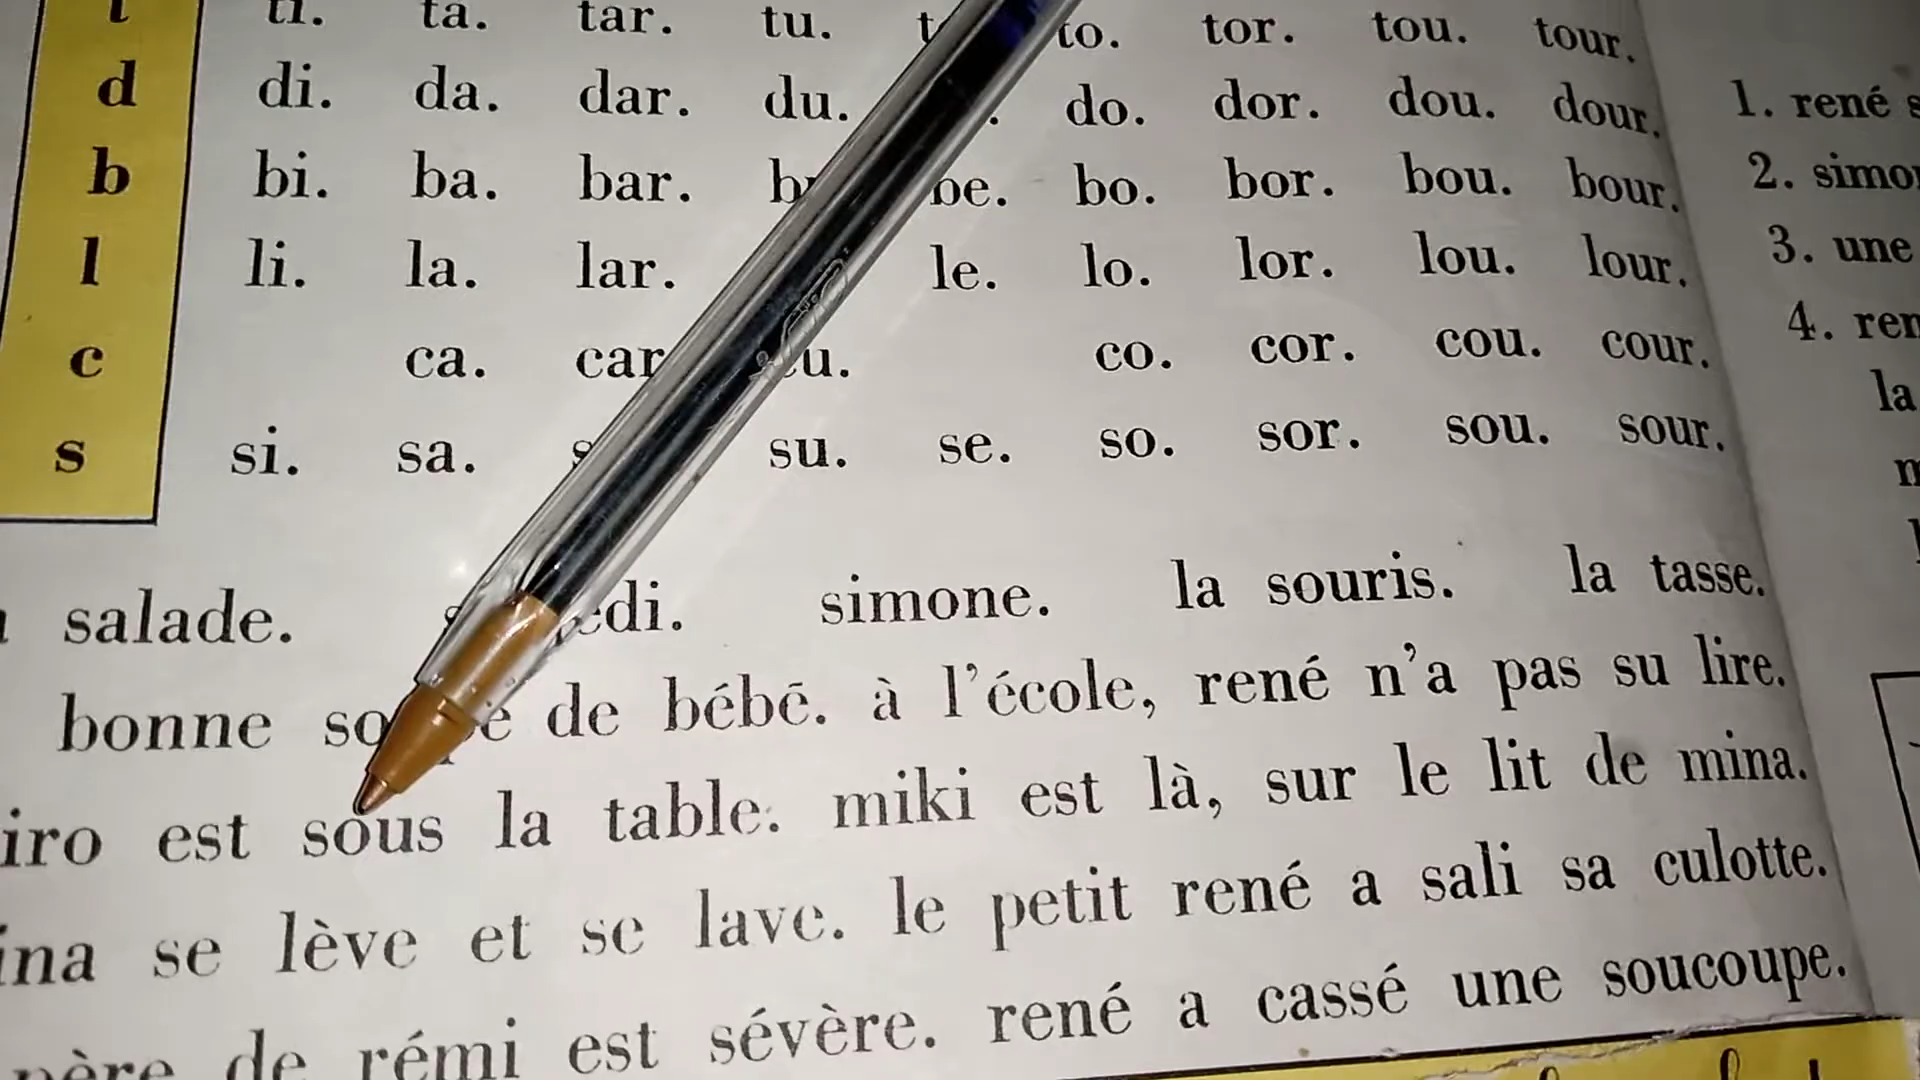 ti. ta. tar. tu. to. tor. tou. tour.
d di. da. dar. du. do. dor. dou. dour.
b bi. ba. bar. be. bo. bor. bou. bour.
l li. la. lar. le. lo. lor. lou. lour.
c ca. car cu. co. cor. cou. cour.
s si. sa. su. se. so. sor. sou. sour.
salade. simone. la souris. la tasse.
bonne de bébé. à l'école, rené n'a pas su lire.
est sous la table. miki est là, sur le lit de mina.
se lève et se lave. le petit rené a sali sa culotte.
de rémi est sévère. rené a cassé une soucoupe.
1. rené
2.
3. une
4.
la